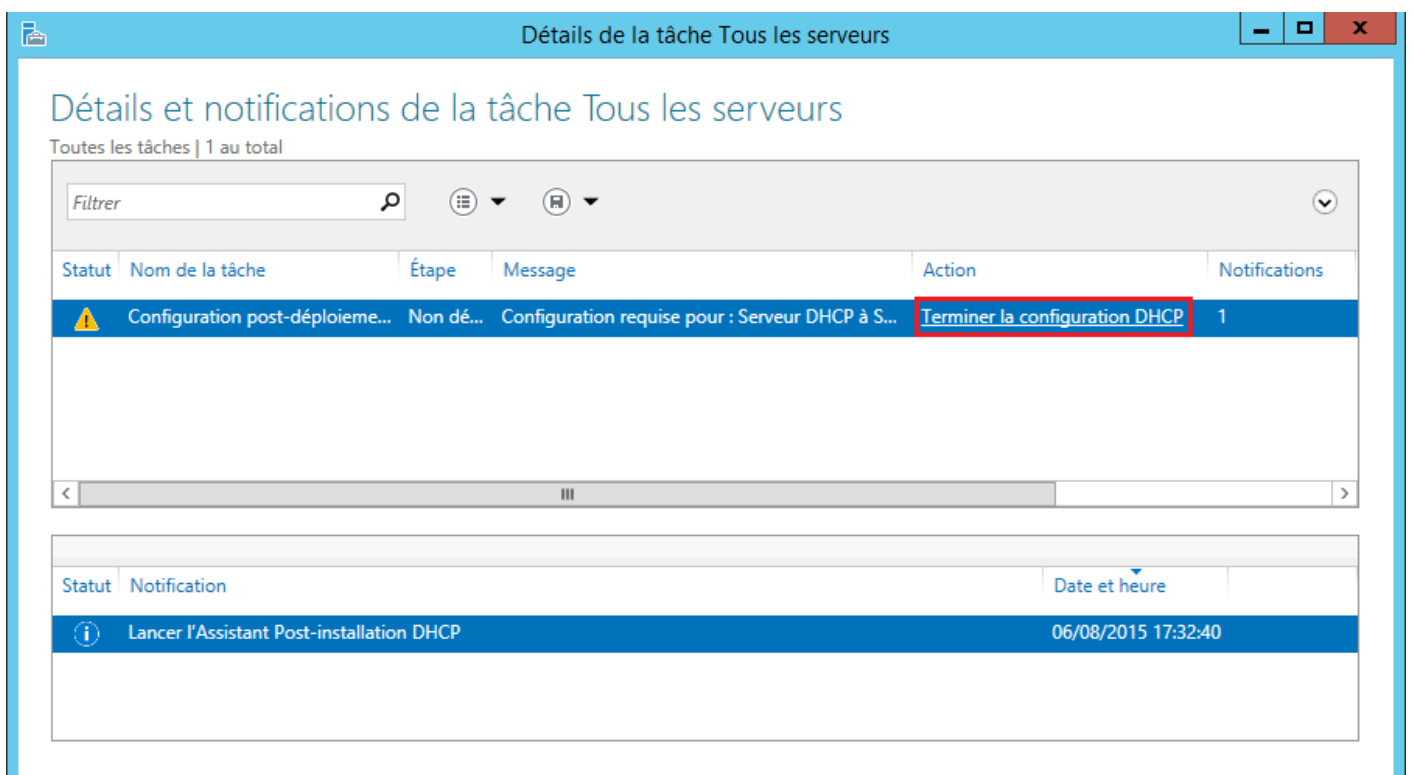 Détails de la tâche Tous les serveurs
Détails et notifications de la tâche Tous les serveurs
Toutes les tâches | 1 au total
Filtrer
Statut Nom de la tâche Étape Message Action Notifications
Configuration post-déploieme... Non dé... Configuration requise pour : Serveur DHCP à S... Terminer la configuration DHCP 1
Statut Notification Date et heure
Lancer l'Assistant Post-installation DHCP 06/08/2015 17:32:40